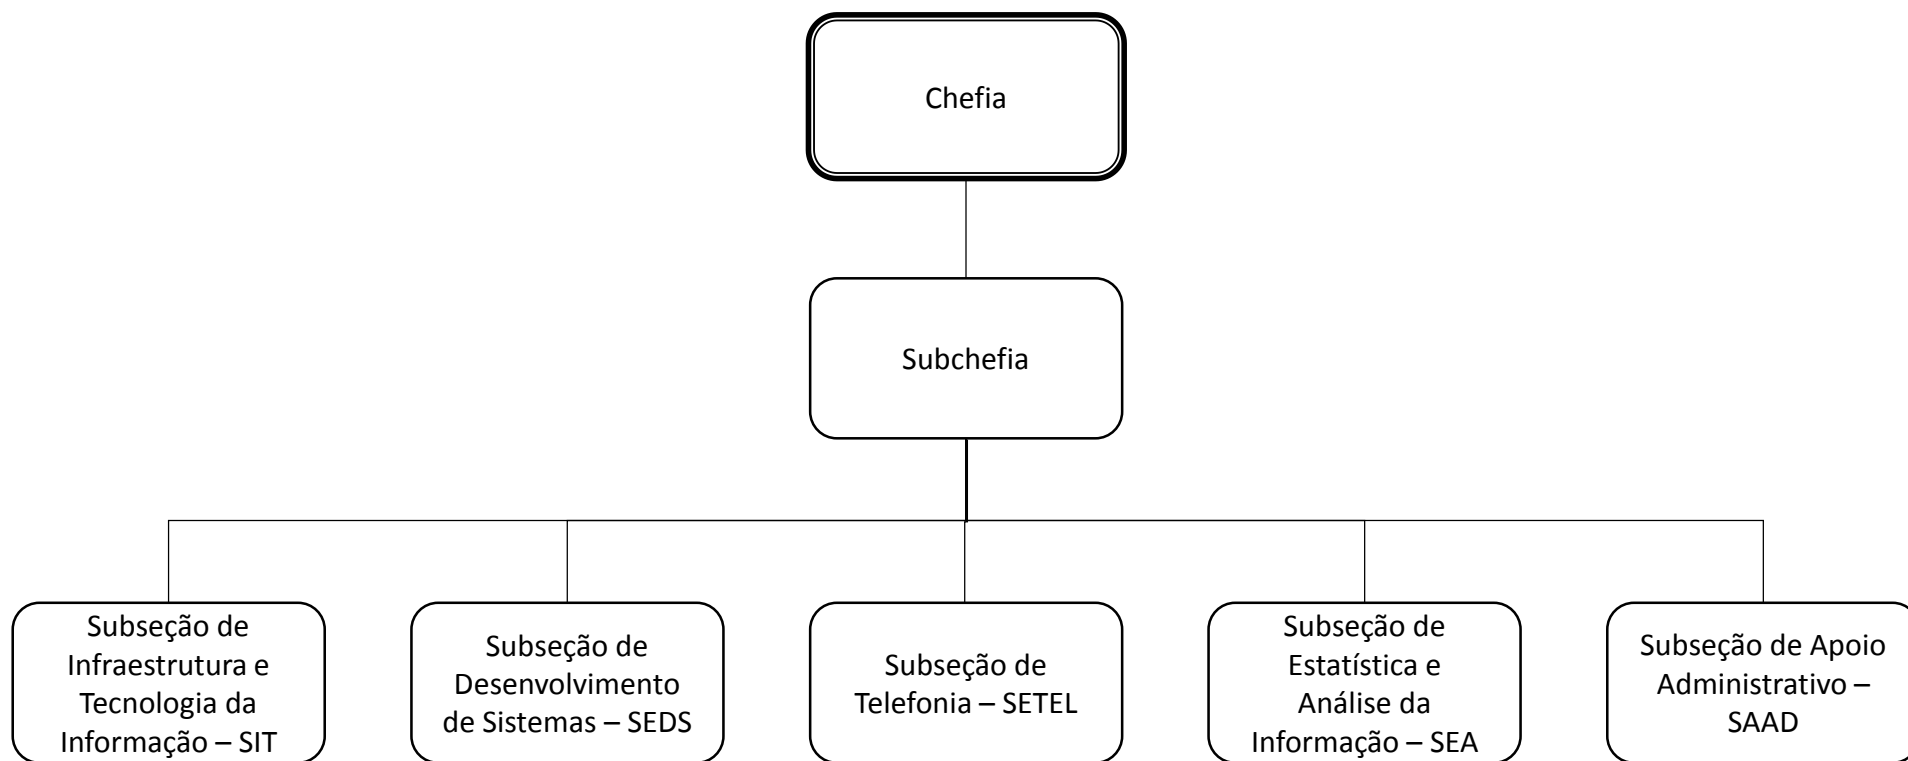 Chefia
Subchefia
Subseção de
Infraestrutura e
Tecnologia da
Informação – SIT
Subseção de
Desenvolvimento
de Sistemas – SEDS
Subseção de
Telefonia – SETEL
Subseção de
Estatística e
Análise da
Informação – SEA
Subseção de Apoio
Administrativo –
SAAD